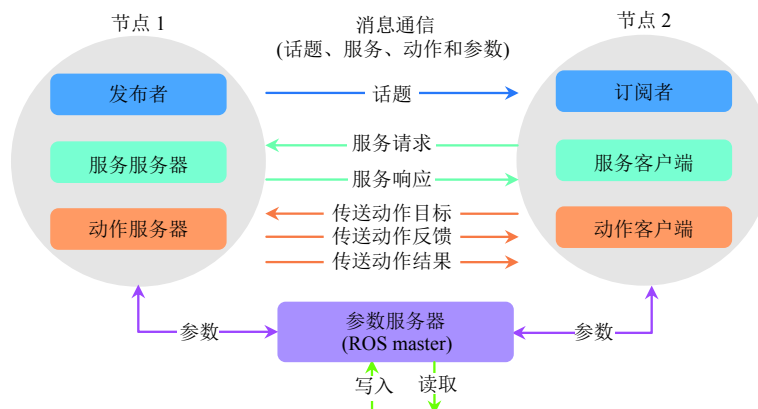 节点 1
消息通信
(话题、服务、动作和参数)
节点 2
发布者
话题
订阅者
服务请求
服务服务器
服务客户端
服务响应
传送动作目标
动作服务器
传送动作反馈
动作客户端
传送动作结果
参数
参数服务器
(ROS master)
参数
写入
读取